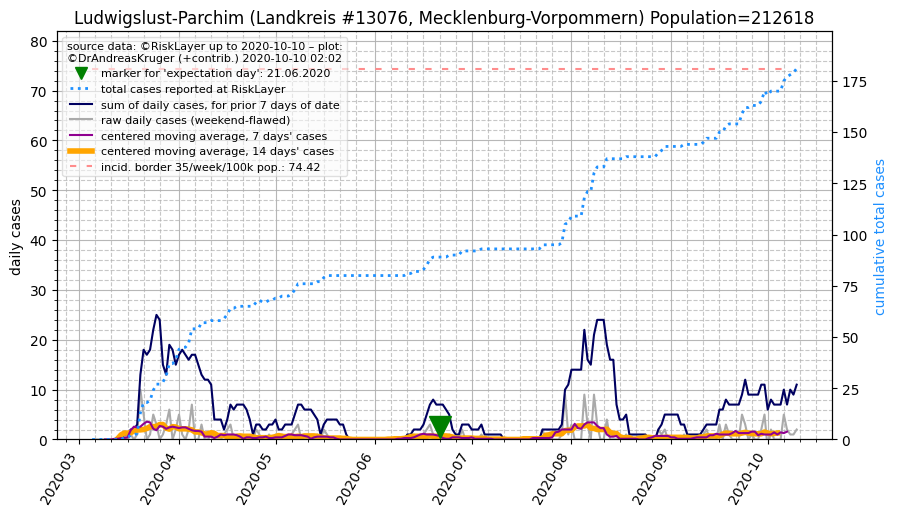 Ludwigslust-Parchim (Landkreis #13076, Mecklenburg-Vorpommern) Population=212618
source data: ©RiskLayer up to 2020-10-10 – plot:
©DrAndreasKruger (+contrib.) 2020-10-10 02:02
marker for 'expectation day': 21.06.2020
total cases reported at RiskLayer
sum of daily cases, for prior 7 days of date
raw daily cases (weekend-flawed)
centered moving average, 7 days' cases
centered moving average, 14 days' cases
incid. border 35/week/100k pop.: 74.42
daily cases
80
70
60
50
40
30
20
10
0
cumulative total cases
175
150
125
100
75
50
25
0
2020-03
2020-04
2020-05
2020-06
2020-07
2020-08
2020-09
2020-10